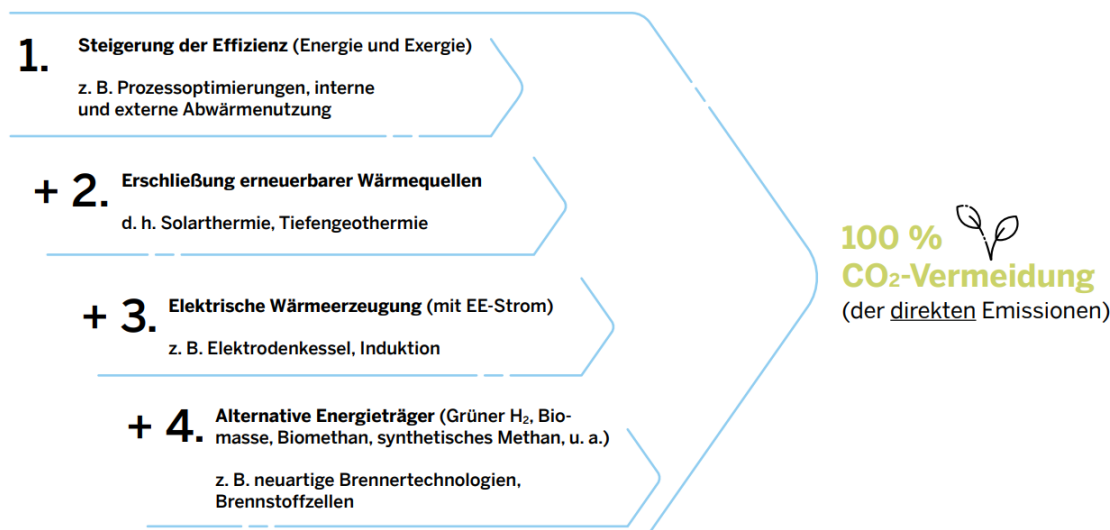 1. Steigerung der Effizienz (Energie und Exergie)
z. B. Prozessoptimierungen, interne
und externe Abwärmenutzung
+ 2. Erschließung erneuerbarer Wärmequellen
d. h. Solarthermie, Tiefengeothermie
+ 3. Elektrische Wärmeerzeugung (mit EE-Strom)
z. B. Elektrodenkessel, Induktion
+ 4. Alternative Energieträger (Grüner H₂, Bio-
masse, Biomethan, synthetisches Methan, u. a.)
z. B. neuartige Brennertechnologien,
Brennstoffzellen
100 %
CO₂-Vermeidung
(der direkten Emissionen)